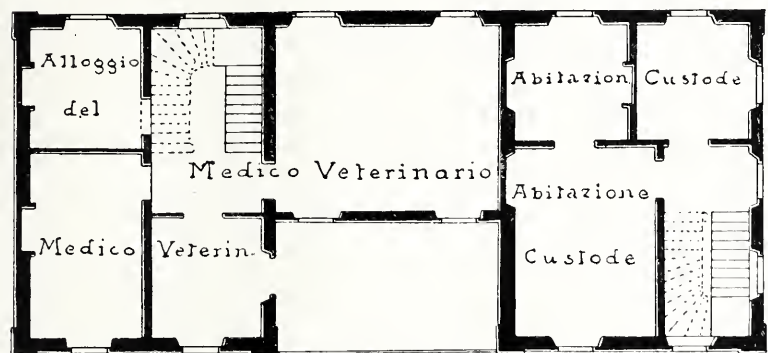 Alloggio
del
Medico Veterinario
Medico
Veterin.
Abitazion
Custode
Abitazione
Custode